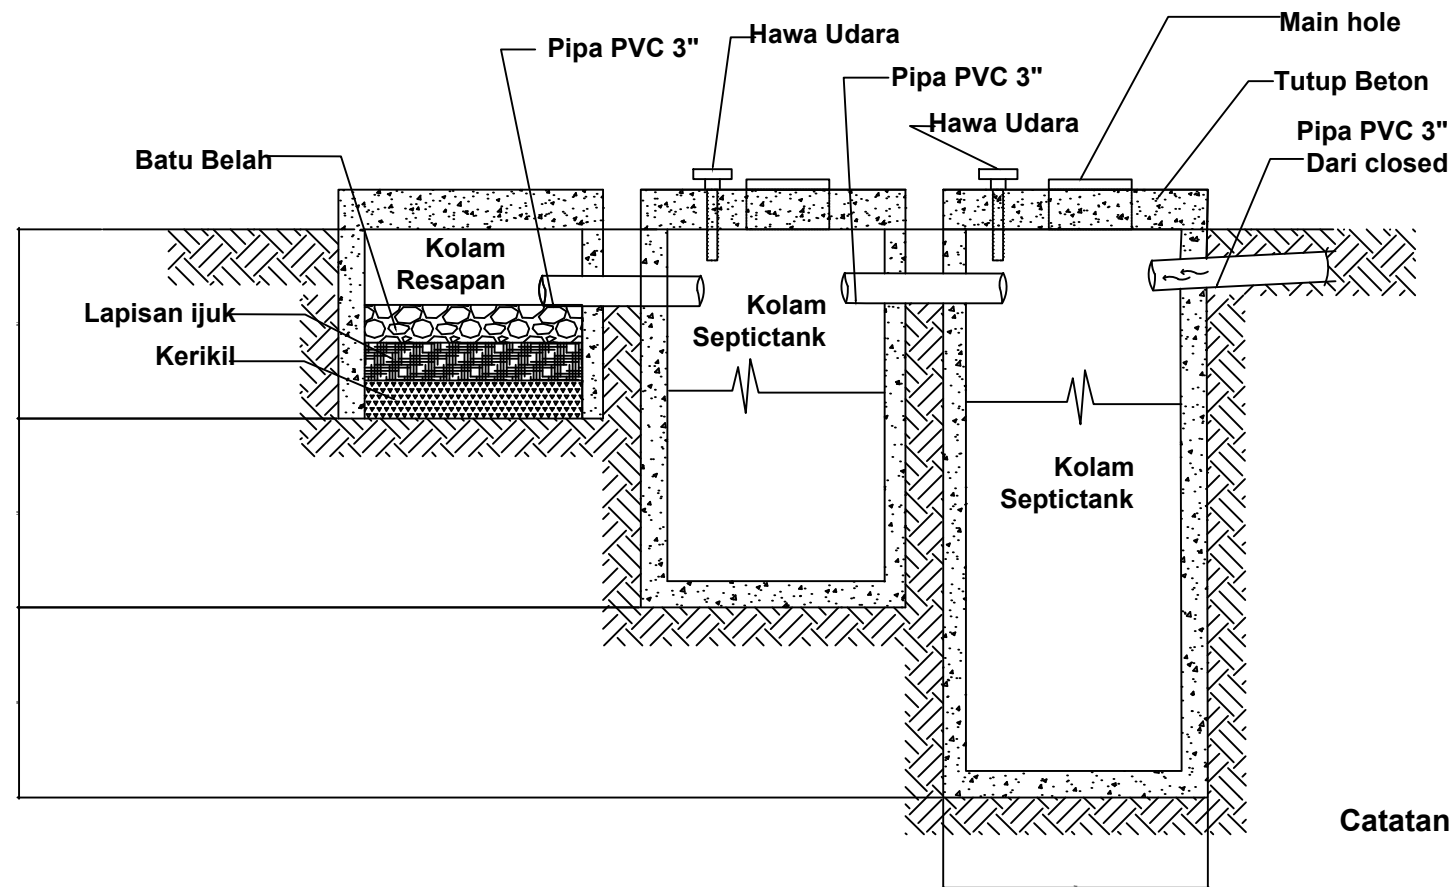 Main hole
Hawa Udara
Pipa PVC 3"
Pipa PVC 3"
Tutup Beton
Hawa Udara
Pipa PVC 3"
Dari closed
Batu Belah
Kolam
Resapan
Lapisan ijuk
Kerikil
Kolam
Septictank
Kolam
Septictank
Catatan